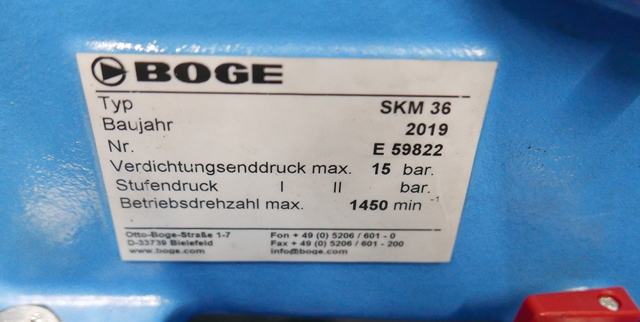 BOGE
Typ SKM 36
Baujahr 2019
Nr. E 59822
Verdichtungsenddruck max. 15 bar.
Stufendruck I II bar.
Betriebsdrehzahl max. 1450 min -1
Otto-Boge-Straße 1-7 Fon + 49 (0) 5206 / 601 - 0
D-33739 Bielefeld Fax + 49 (0) 5206 / 601 - 200
www.boge.com info@boge.com